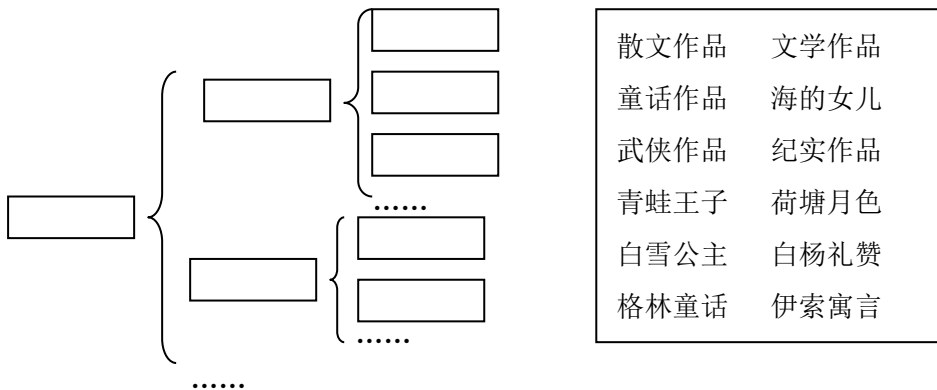 散文作品 文学作品
童话作品 海的女儿
武侠作品 纪实作品
青蛙王子 荷塘月色
白雪公主 白杨礼赞
格林童话 伊索寓言
……
……
……